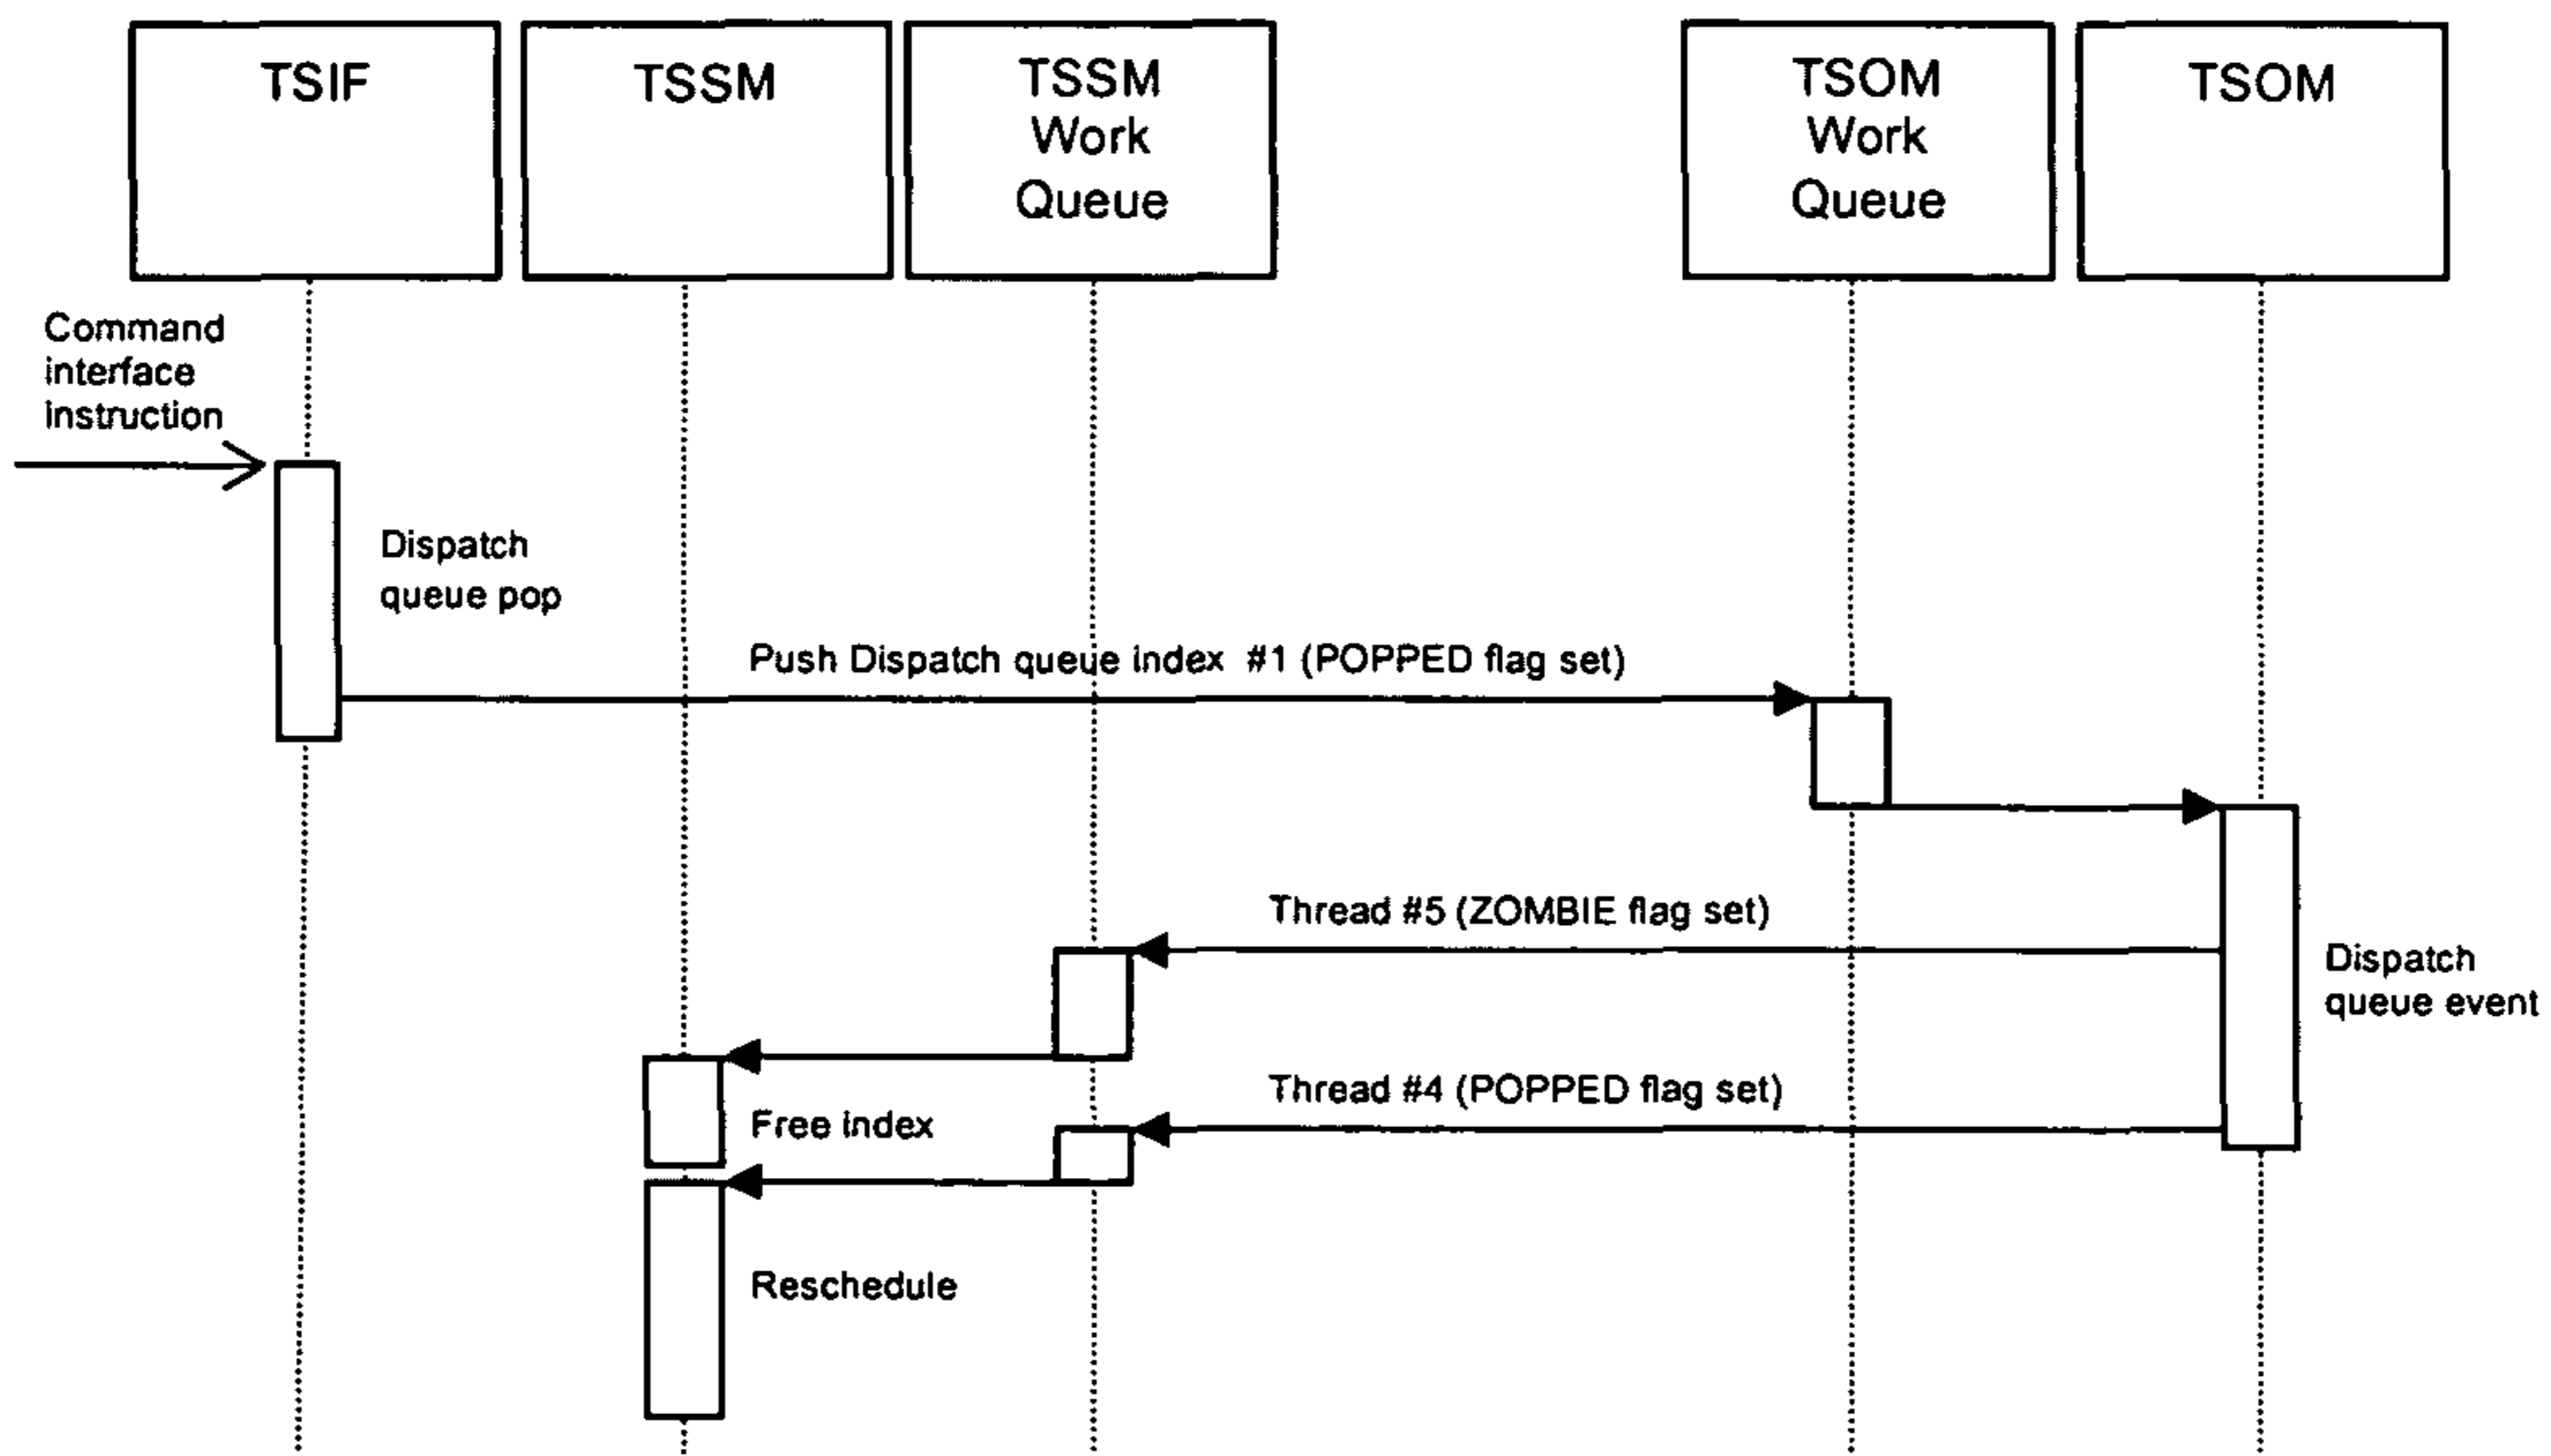 TSIF
TSSM
TSSM
Work
Queue
TSOM
Work
Queue
TSOM
Command
interface
instruction
Dispatch
queue pop
Push Dispatch queue index #1 (POPPED flag set)
Thread #5 (ZOMBIE flag set)
Dispatch
queue event
Thread #4 (POPPED flag set)
Free index
Reschedule